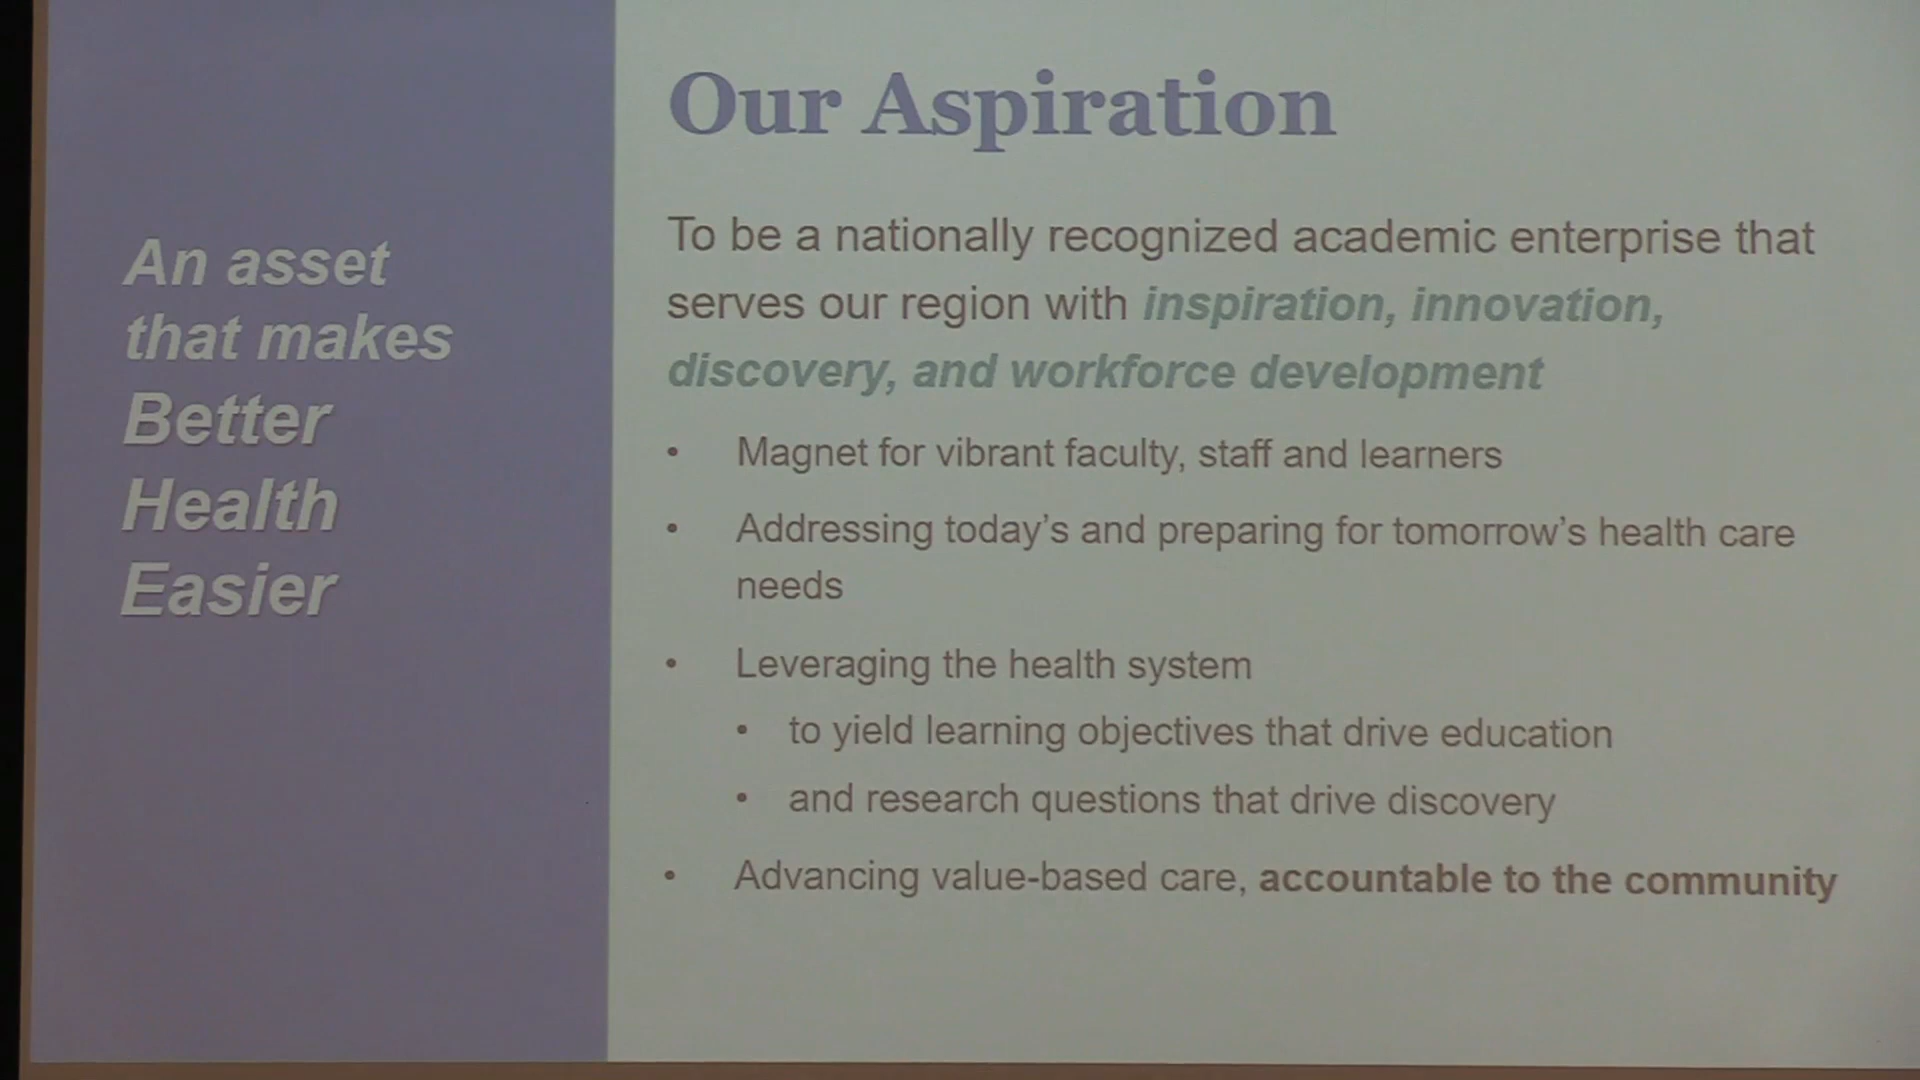 An asset
that makes
Better
Health
Easier
Our Aspiration
To be a nationally recognized academic enterprise that
serves our region with inspiration, innovation,
discovery, and workforce development
• Magnet for vibrant faculty, staff and learners
• Addressing today’s and preparing for tomorrow’s health care
needs
• Leveraging the health system
• to yield learning objectives that drive education
• and research questions that drive discovery
• Advancing value-based care, accountable to the community